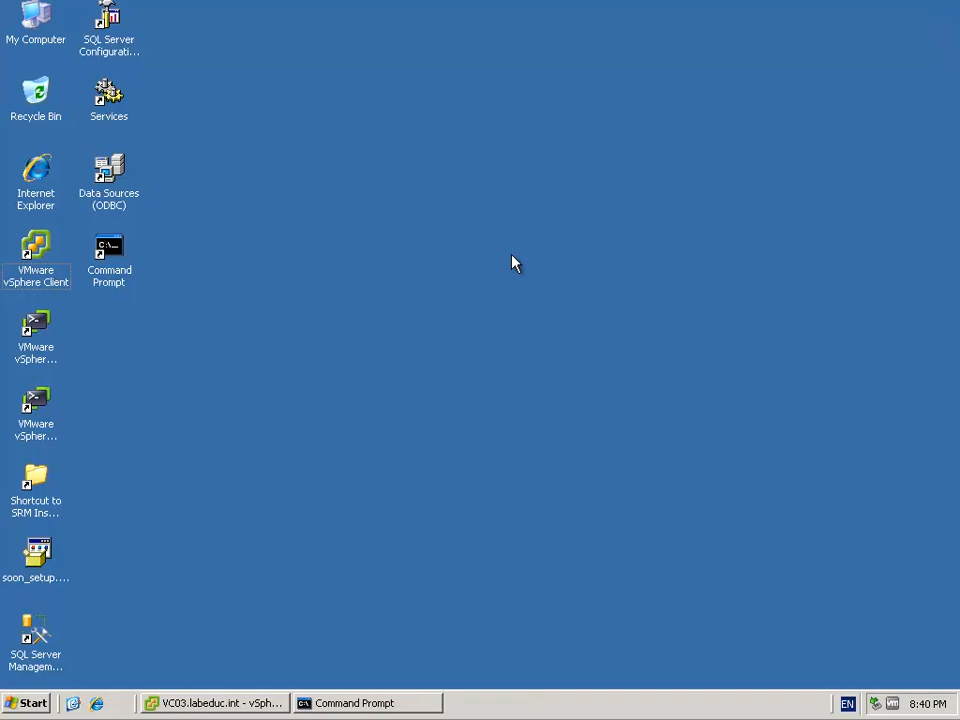 My Computer
SQL Server
Configurati...
Recycle Bin
Services
Internet
Explorer
Data Sources
(ODBC)
VMware
vSphere Client
C:\_
Command
Prompt
VMware
vSpher...
VMware
vSpher...
Shortcut to
SRM Ins...
soon_setup....
SQL Server
Managem...
Start
VC03.labeduc.int - vSph...
Command Prompt
EN
8:40 PM